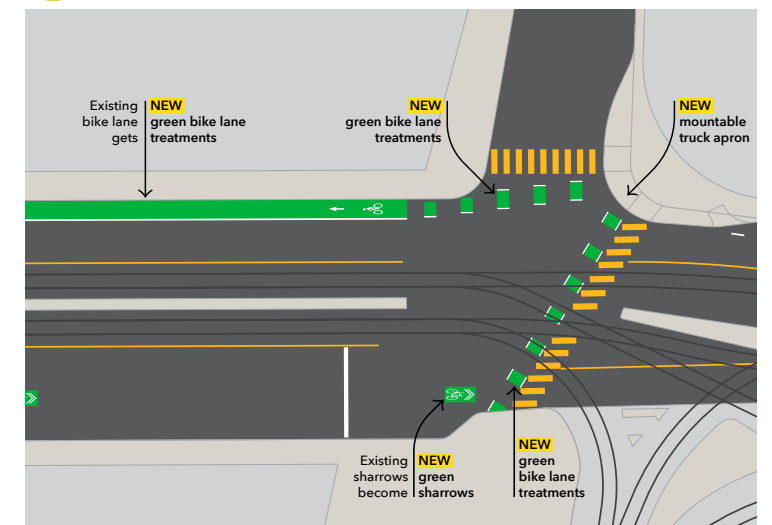 Existing
bike lane
gets
NEW
green bike lane
treatments
NEW
green bike lane
treatments
NEW
mountable
truck apron
Existing
sharrows
become
NEW
green
sharrows
NEW
green
bike lane
treatments